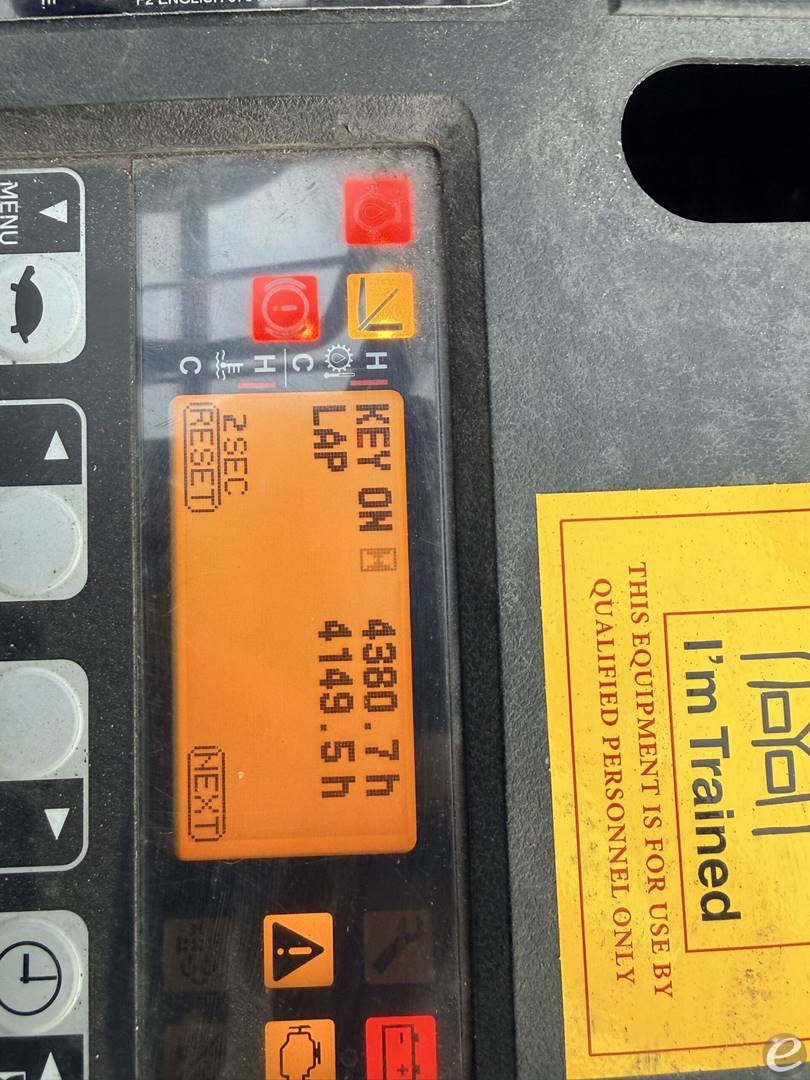 MENU
H
C
H
C
KEY ON H 4380.7h
LAP 4149.5h
2SEC
RESET
NEXT
I'm Trained
THIS EQUIPMENT IS FOR USE BY
QUALIFIED PERSONNEL ONLY
e